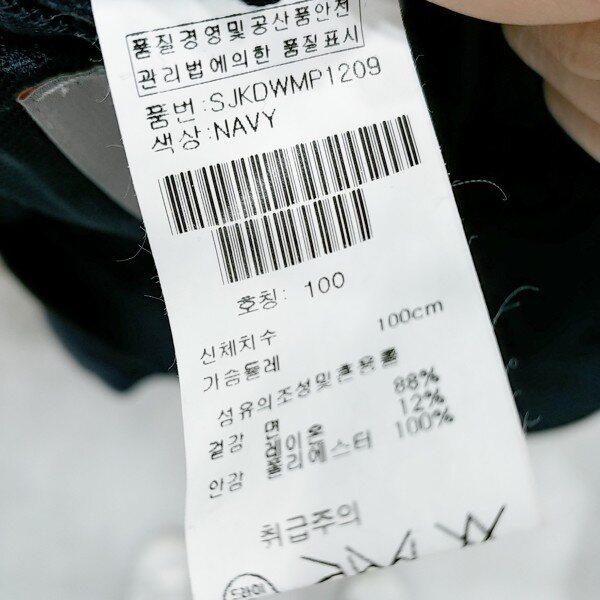 품질경영및공산품안전
관리법에의한 품질표시
품번:SJKDWMP1209
색상:NAVY
호칭: 100
신체치수
가슴둘레 100cm
섬유의조성및혼용률
겉감 면 88%
레이온 12%
안감 폴리에스터 100%
취급주의
드라이